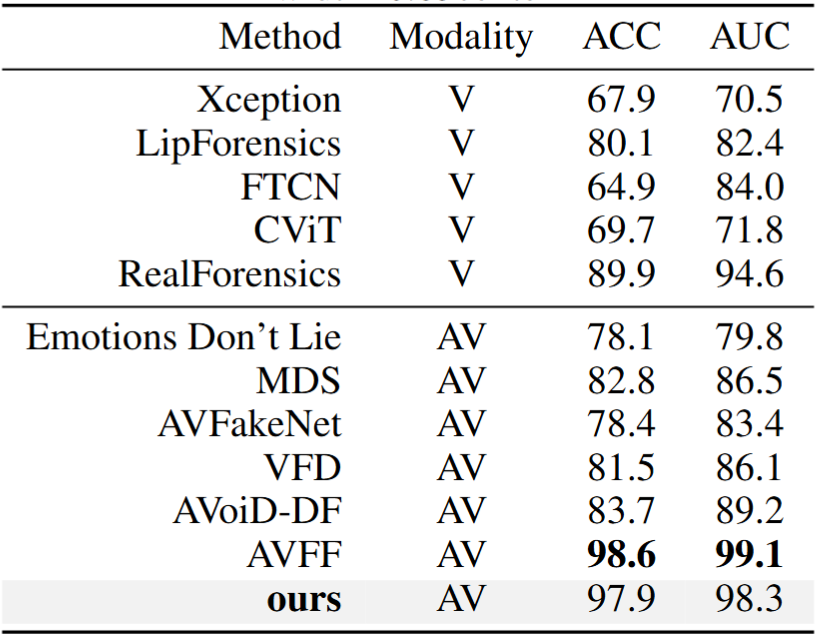 Method Modality ACC AUC
Xception V 67.9 70.5
LipForensics V 80.1 82.4
FTCN V 64.9 84.0
CViT V 69.7 71.8
RealForensics V 89.9 94.6
Emotions Don't Lie AV 78.1 79.8
MDS AV 82.8 86.5
AVFakeNet AV 78.4 83.4
VFD AV 81.5 86.1
AVoiD-DF AV 83.7 89.2
AVFF AV 98.6 99.1
ours AV 97.9 98.3